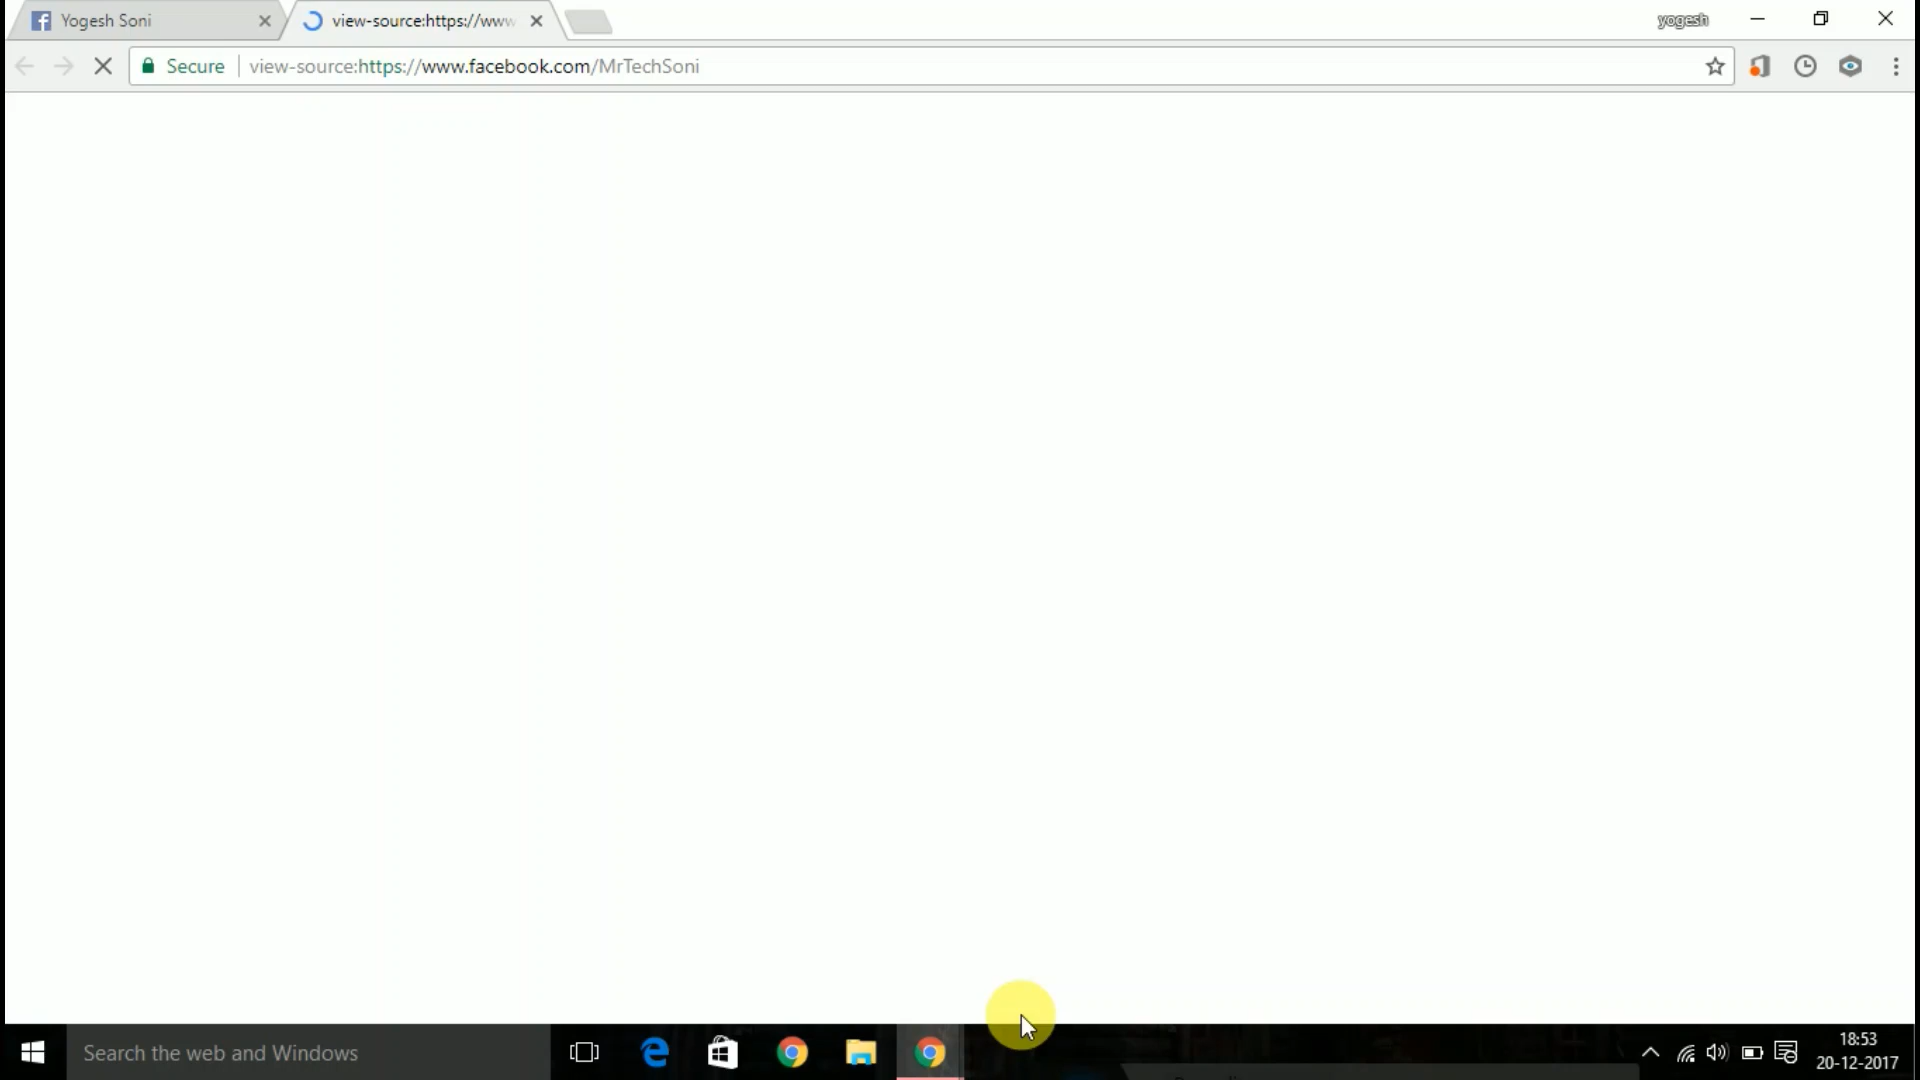 Yogesh Soni
view-source:https://www
yogesh
Secure
view-source:https://www.facebook.com/MrTechSoni
Search the web and Windows
18:53
20-12-2017